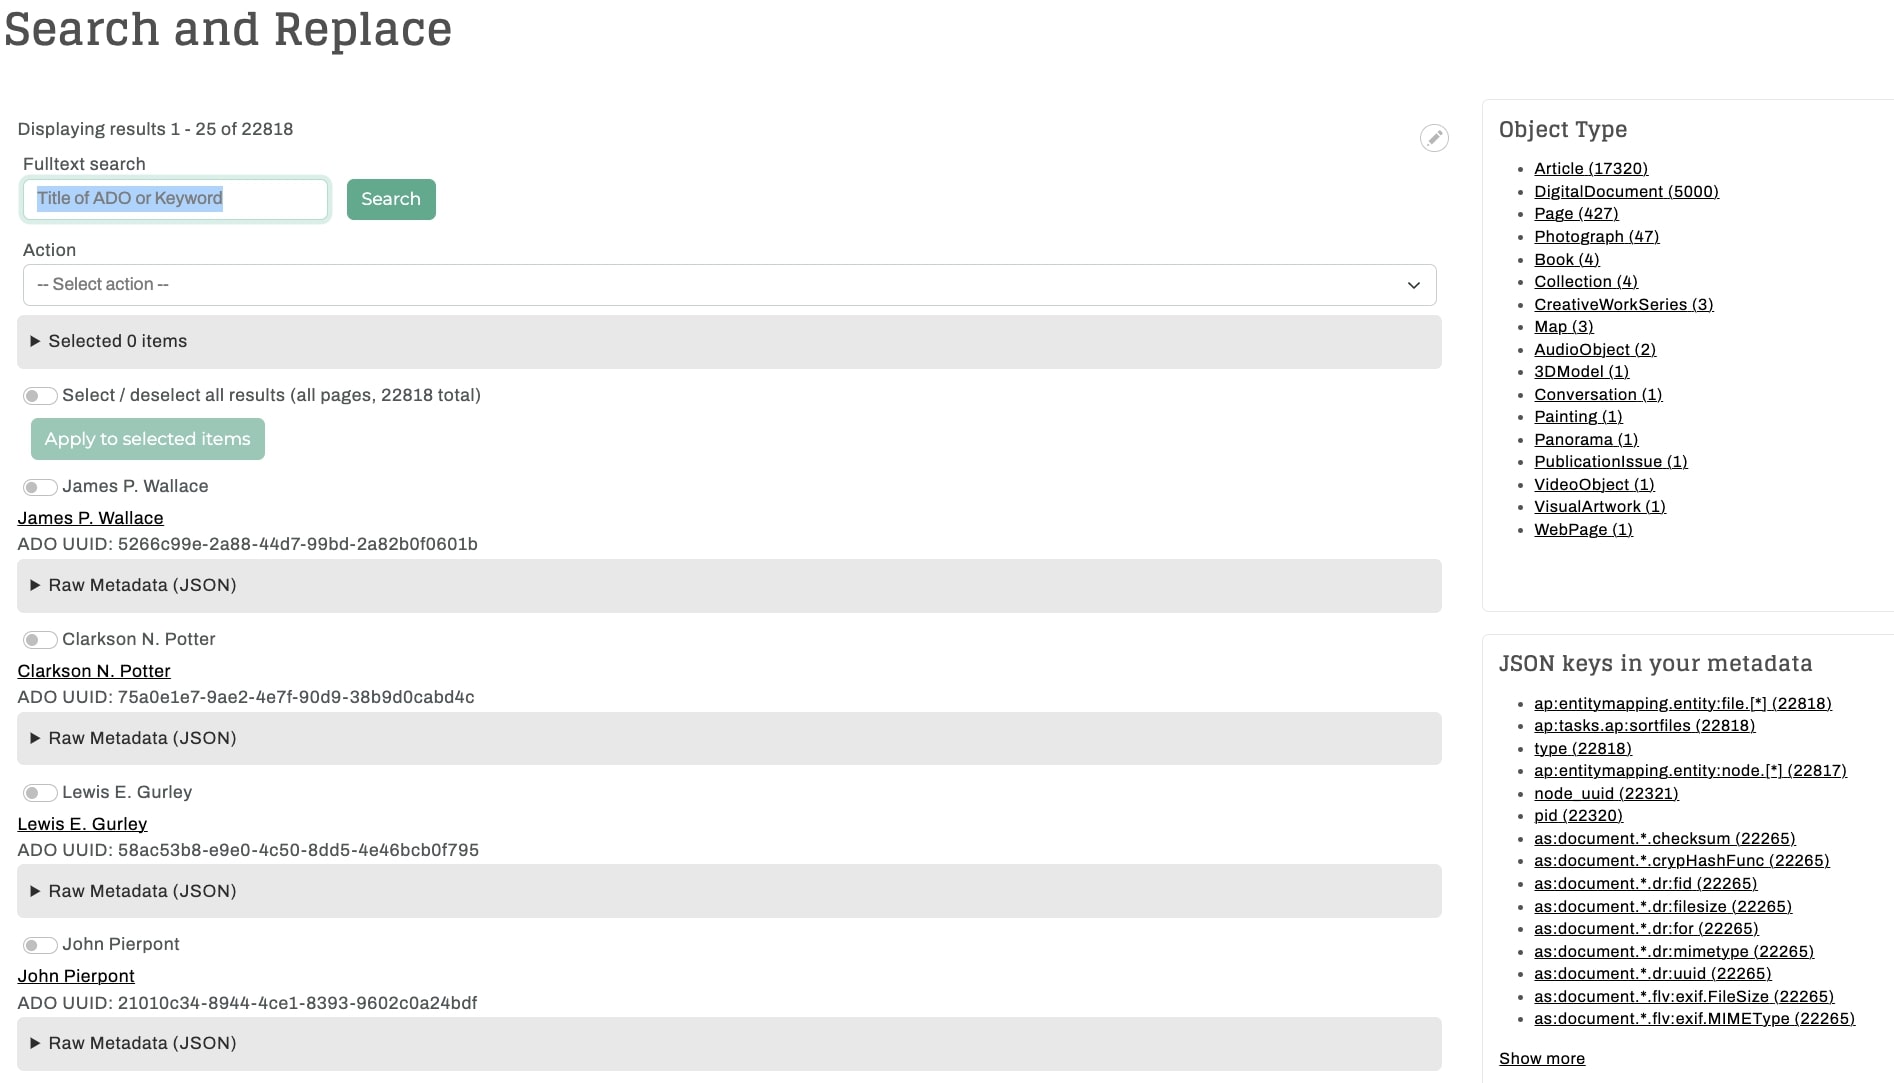 Search and Replace
Displaying results 1 - 25 of 22818
Fulltext search
Title of ADO or Keyword
Search
Action
-- Select action --
Selected 0 items
Select / deselect all results (all pages, 22818 total)
Apply to selected items
James P. Wallace
James P. Wallace
ADO UUID: 5266c99e-2a88-44d7-99bd-2a82b0f0601b
Raw Metadata (JSON)
Clarkson N. Potter
Clarkson N. Potter
ADO UUID: 75a0e1e7-9ae2-4e7f-90d9-38b9d0cabd4c
Raw Metadata (JSON)
Lewis E. Gurley
Lewis E. Gurley
ADO UUID: 58ac53b8-e9e0-4c50-8dd5-4e46bcb0f795
Raw Metadata (JSON)
John Pierpont
John Pierpont
ADO UUID: 21010c34-8944-4ce1-8393-9602c0a24bdf
Raw Metadata (JSON)
Object Type
Article (17320)
DigitalDocument (5000)
Page (427)
Photograph (47)
Book (4)
Collection (4)
CreativeWorkSeries (3)
Map (3)
AudioObject (2)
3DModel (1)
Conversation (1)
Painting (1)
Panorama (1)
PublicationIssue (1)
VideoObject (1)
VisualArtwork (1)
WebPage (1)
JSON keys in your metadata
ap:entitymapping.entity:file.[*] (22818)
ap:tasks.ap:sortfiles (22818)
type (22818)
ap:entitymapping.entity:node.[*] (22817)
node_uuid (22321)
pid (22320)
as:document.*.checksum (22265)
as:document.*.crypHashFunc (22265)
as:document.*.dr:fid (22265)
as:document.*.dr:filesize (22265)
as:document.*.dr:for (22265)
as:document.*.dr:mimetype (22265)
as:document.*.dr:uuid (22265)
as:document.*.flv:exif.FileSize (22265)
as:document.*.flv:exif.MIMEType (22265)
Show more